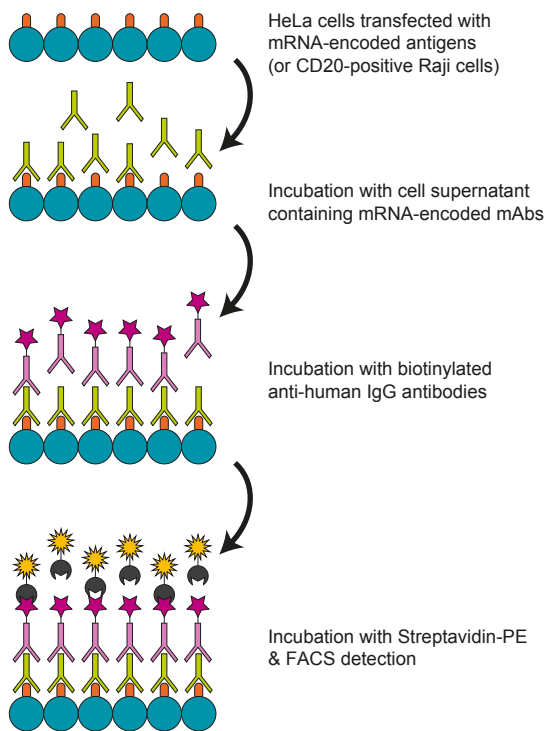 HeLa cells transfected with
mRNA-encoded antigens
(or CD20-positive Raji cells)
Incubation with cell supernatant
containing mRNA-encoded mAbs
Incubation with biotinylated
anti-human IgG antibodies
Incubation with Streptavidin-PE
& FACS detection